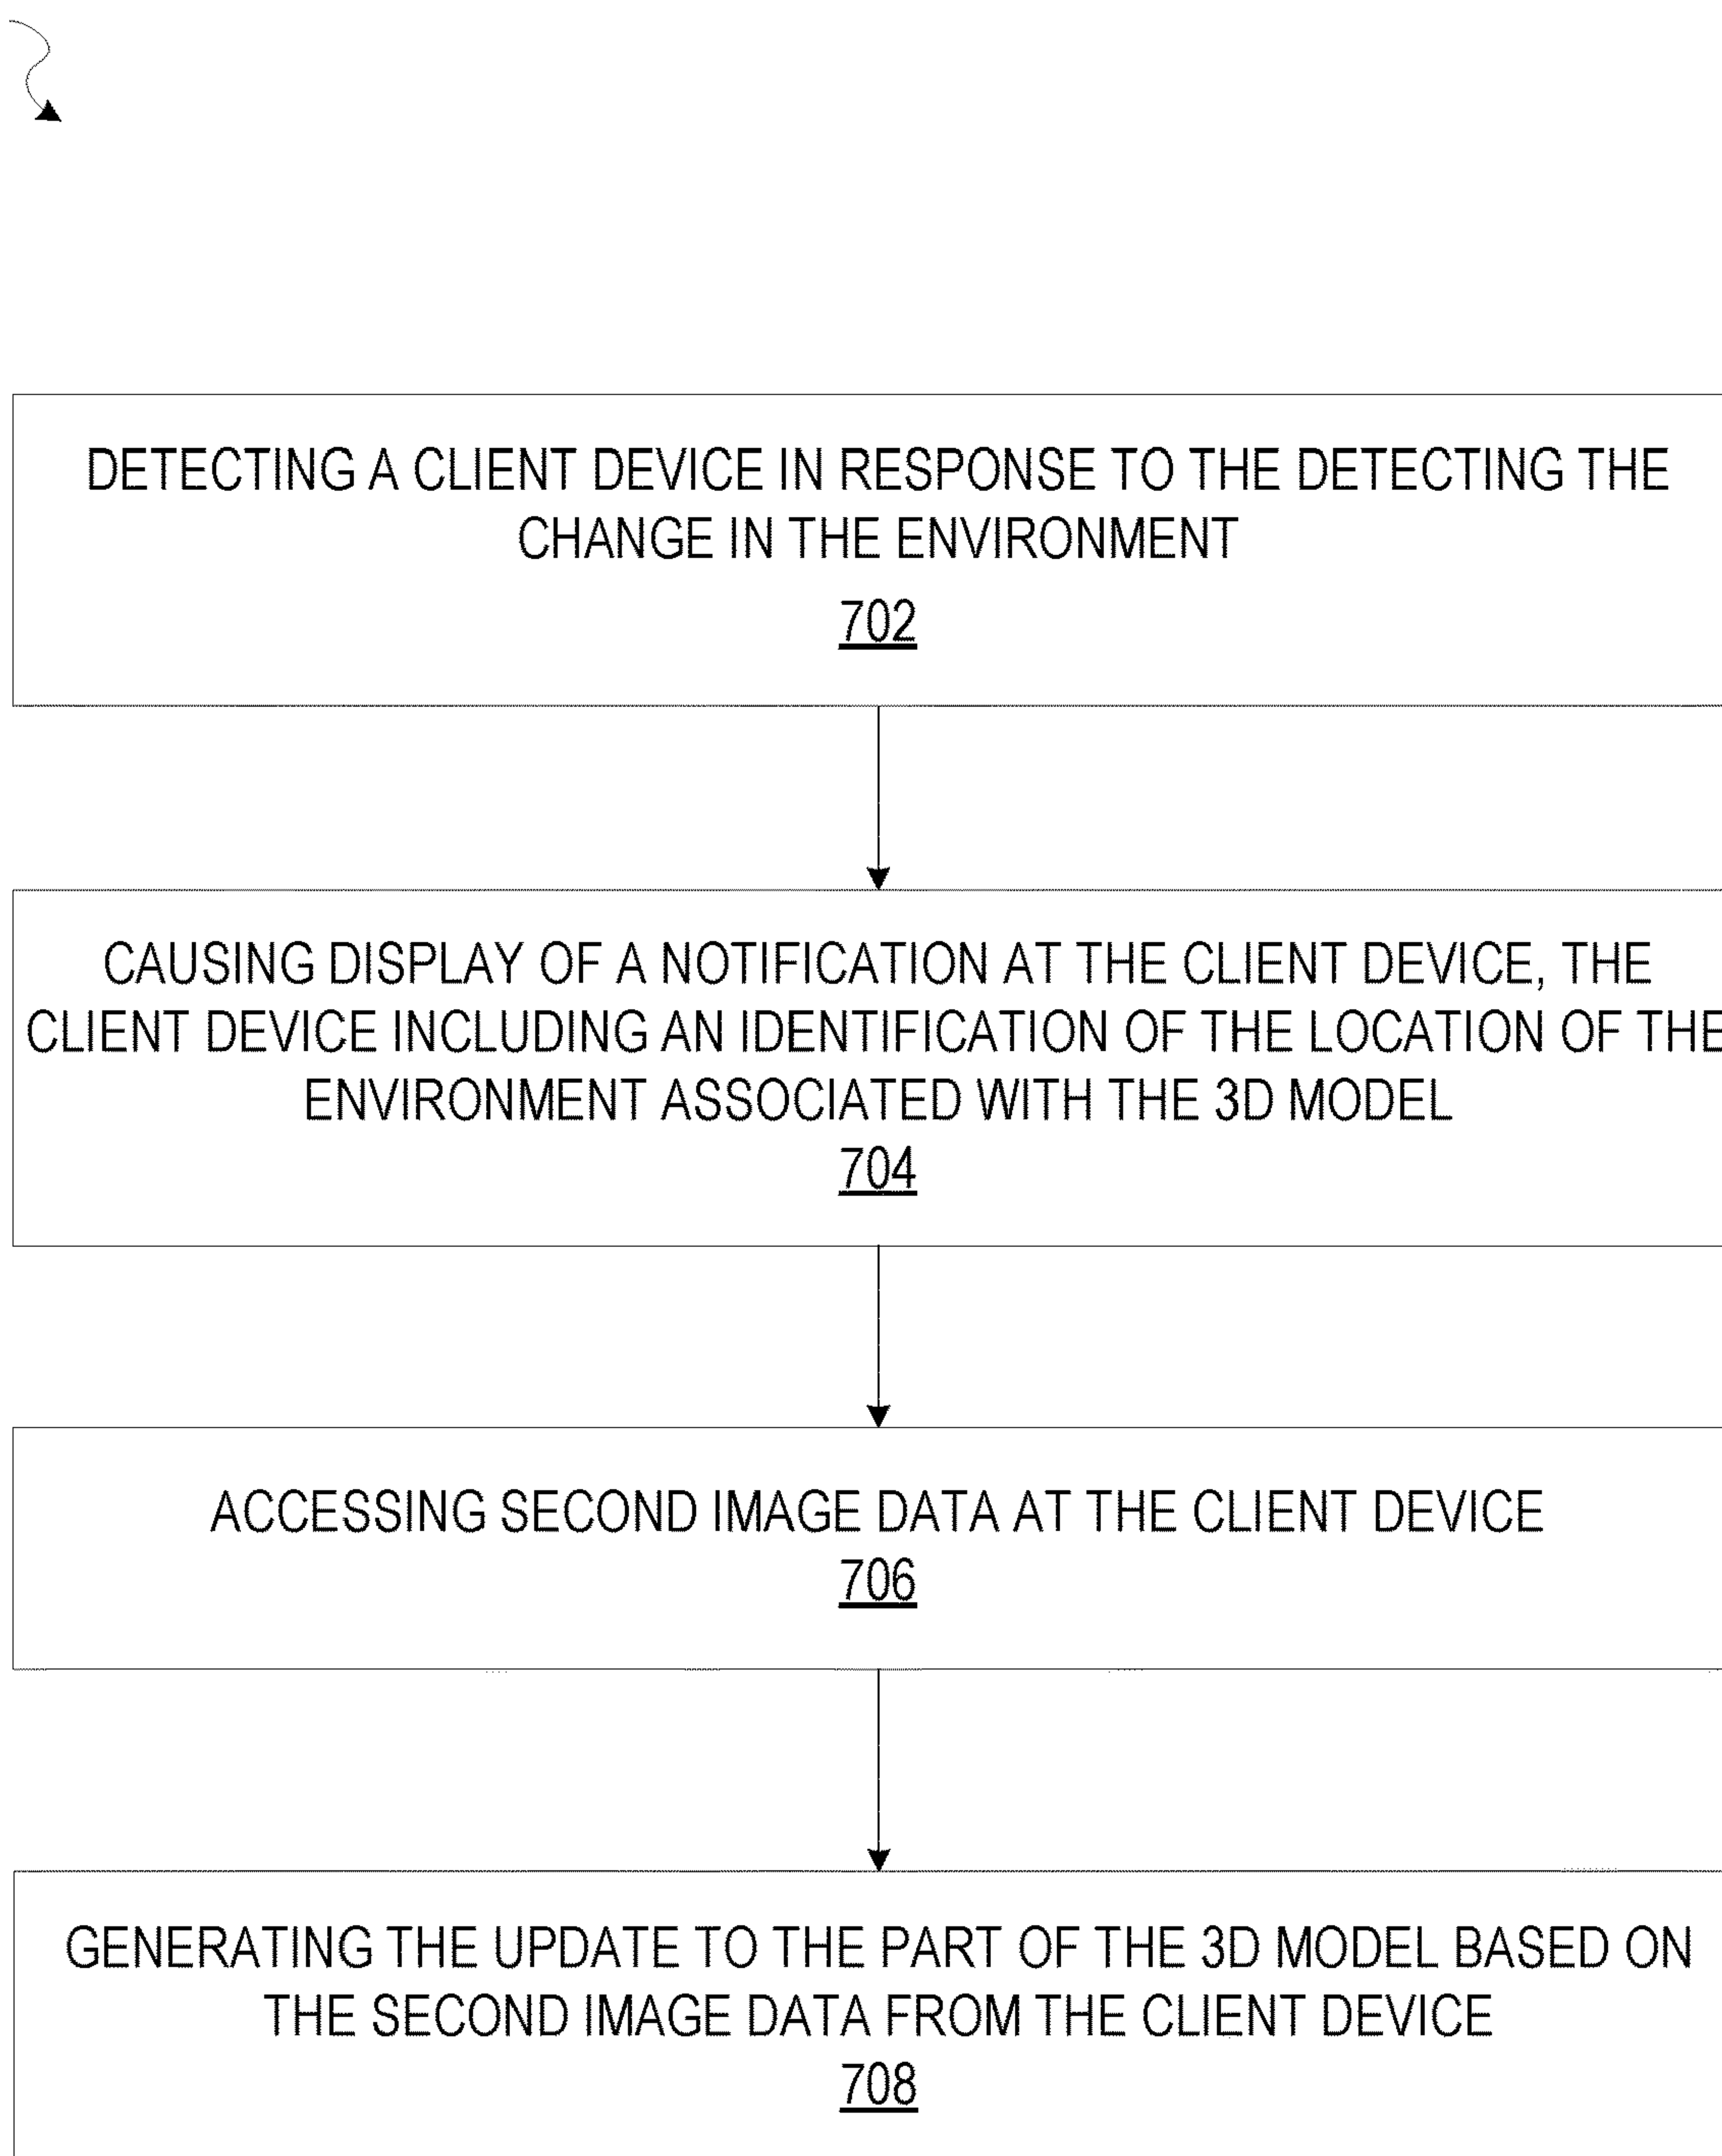 DETECTING A CLIENT DEVICE IN RESPONSE TO THE DETECTING THE
CHANGE IN THE ENVIRONMENT
702
CAUSING DISPLAY OF A NOTIFICATION AT THE CLIENT DEVICE, THE
CLIENT DEVICE INCLUDING AN IDENTIFICATION OF THE LOCATION OF THE
ENVIRONMENT ASSOCIATED WITH THE 3D MODEL
704
ACCESSING SECOND IMAGE DATA AT THE CLIENT DEVICE
706
GENERATING THE UPDATE TO THE PART OF THE 3D MODEL BASED ON
THE SECOND IMAGE DATA FROM THE CLIENT DEVICE
708